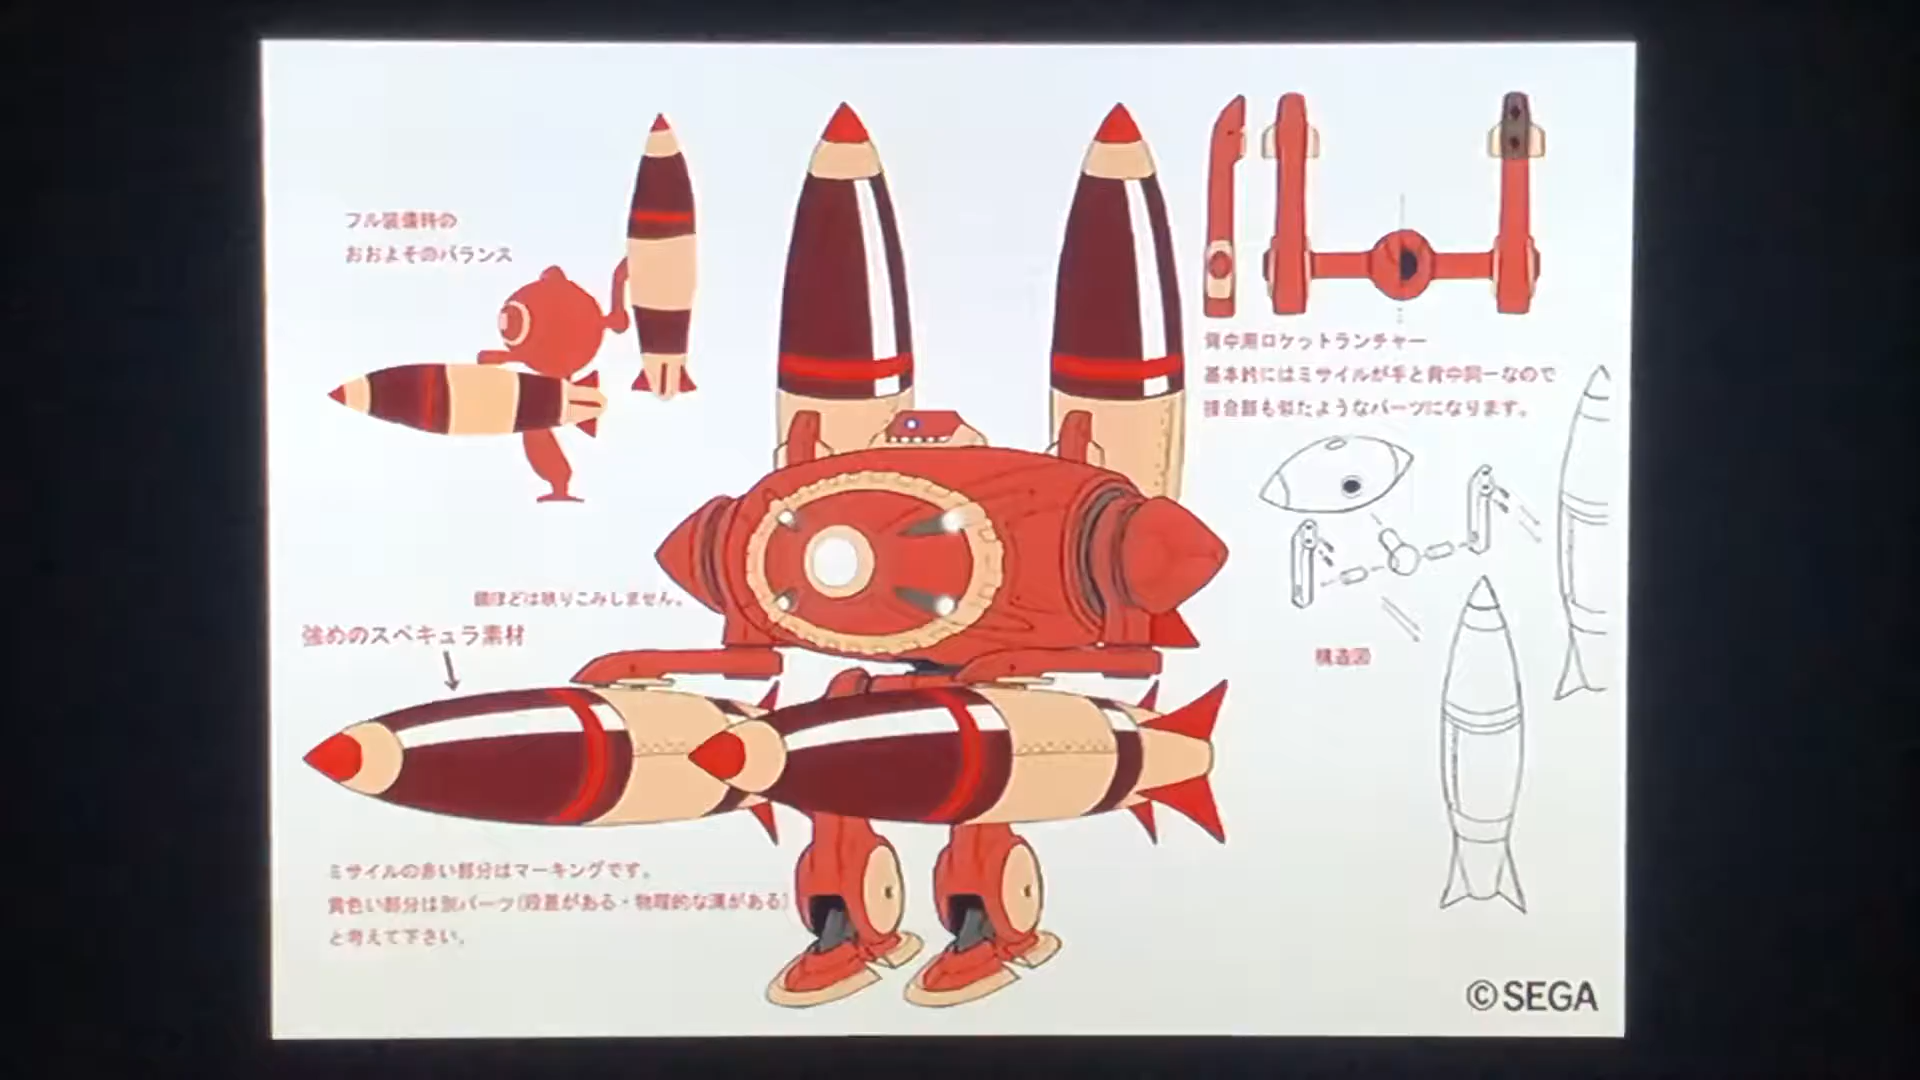 フル装備時の
おおよそのバランス
背中用ロケットランチャー
基本的にはミサイルが手と背中同一なので
接合部も似たようなパーツになります。
鏡ほどは映りこみしません。
強めのスペキュラ素材
構造図
ミサイルの赤い部分はマーキングです。
黄色い部分は別パーツ(段差がある・物理的な溝がある)
と考えて下さい。
©SEGA